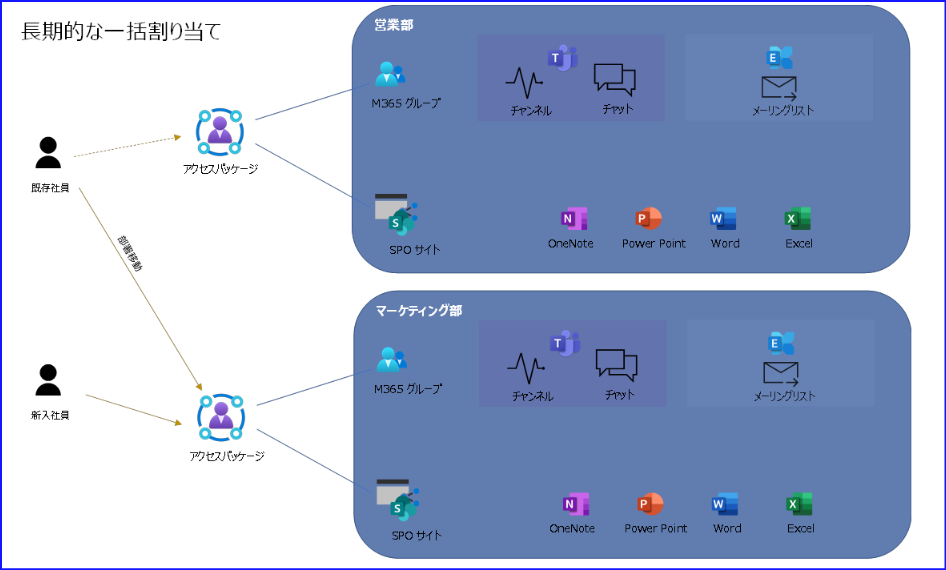 長期的な一括割り当て
営業部
M365 グループ
チャンネル
チャット
メーリングリスト
アクセスパッケージ
既存社員
SPO サイト
OneNote
Power Point
Word
Excel
部署移動
マーケティング部
M365 グループ
チャンネル
チャット
メーリングリスト
新入社員
アクセスパッケージ
SPO サイト
OneNote
Power Point
Word
Excel